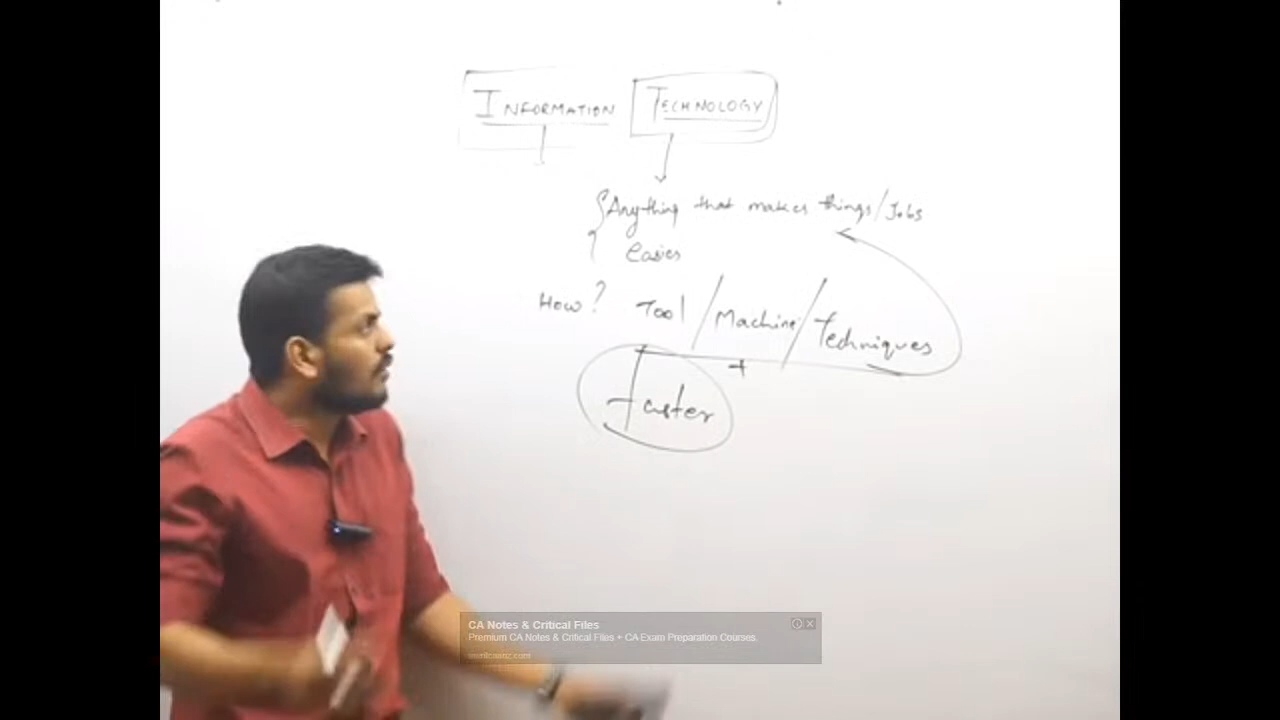 INFORMATION TECHNOLOGY
Anything that makes things/Jobs
Easier
How? Tool / Machine / Techniques
+
Faster
CA Notes & Critical Files
Premium CA Notes & Critical Files + CA Exam Preparation Courses.